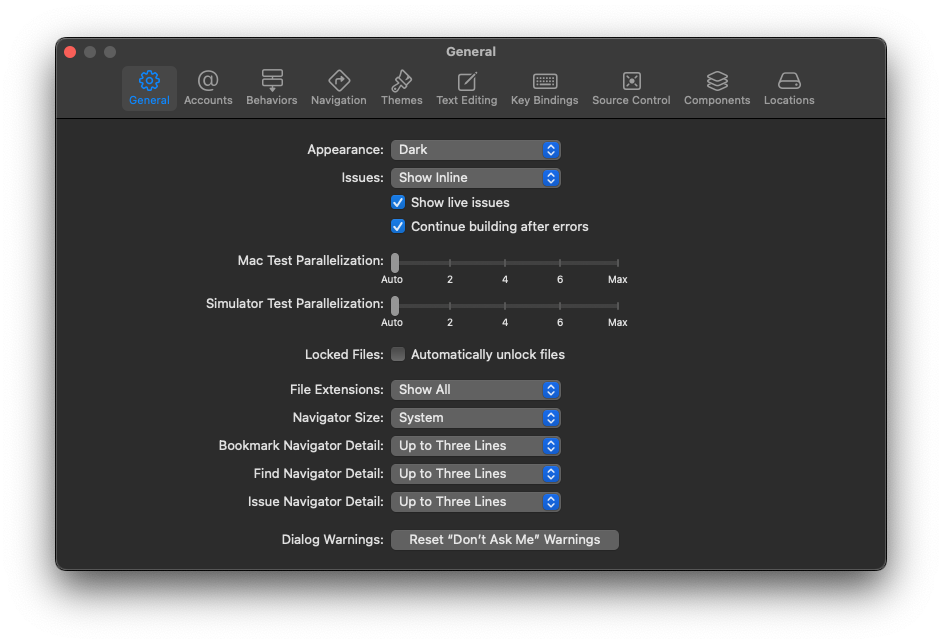 General
General Accounts Behaviors Navigation Themes Text Editing Key Bindings Source Control Components Locations
Appearance: Dark
Issues: Show Inline
Show live issues
Continue building after errors
Mac Test Parallelization:
Auto 2 4 6 Max
Simulator Test Parallelization:
Auto 2 4 6 Max
Locked Files: Automatically unlock files
File Extensions: Show All
Navigator Size: System
Bookmark Navigator Detail: Up to Three Lines
Find Navigator Detail: Up to Three Lines
Issue Navigator Detail: Up to Three Lines
Dialog Warnings: Reset “Don’t Ask Me” Warnings